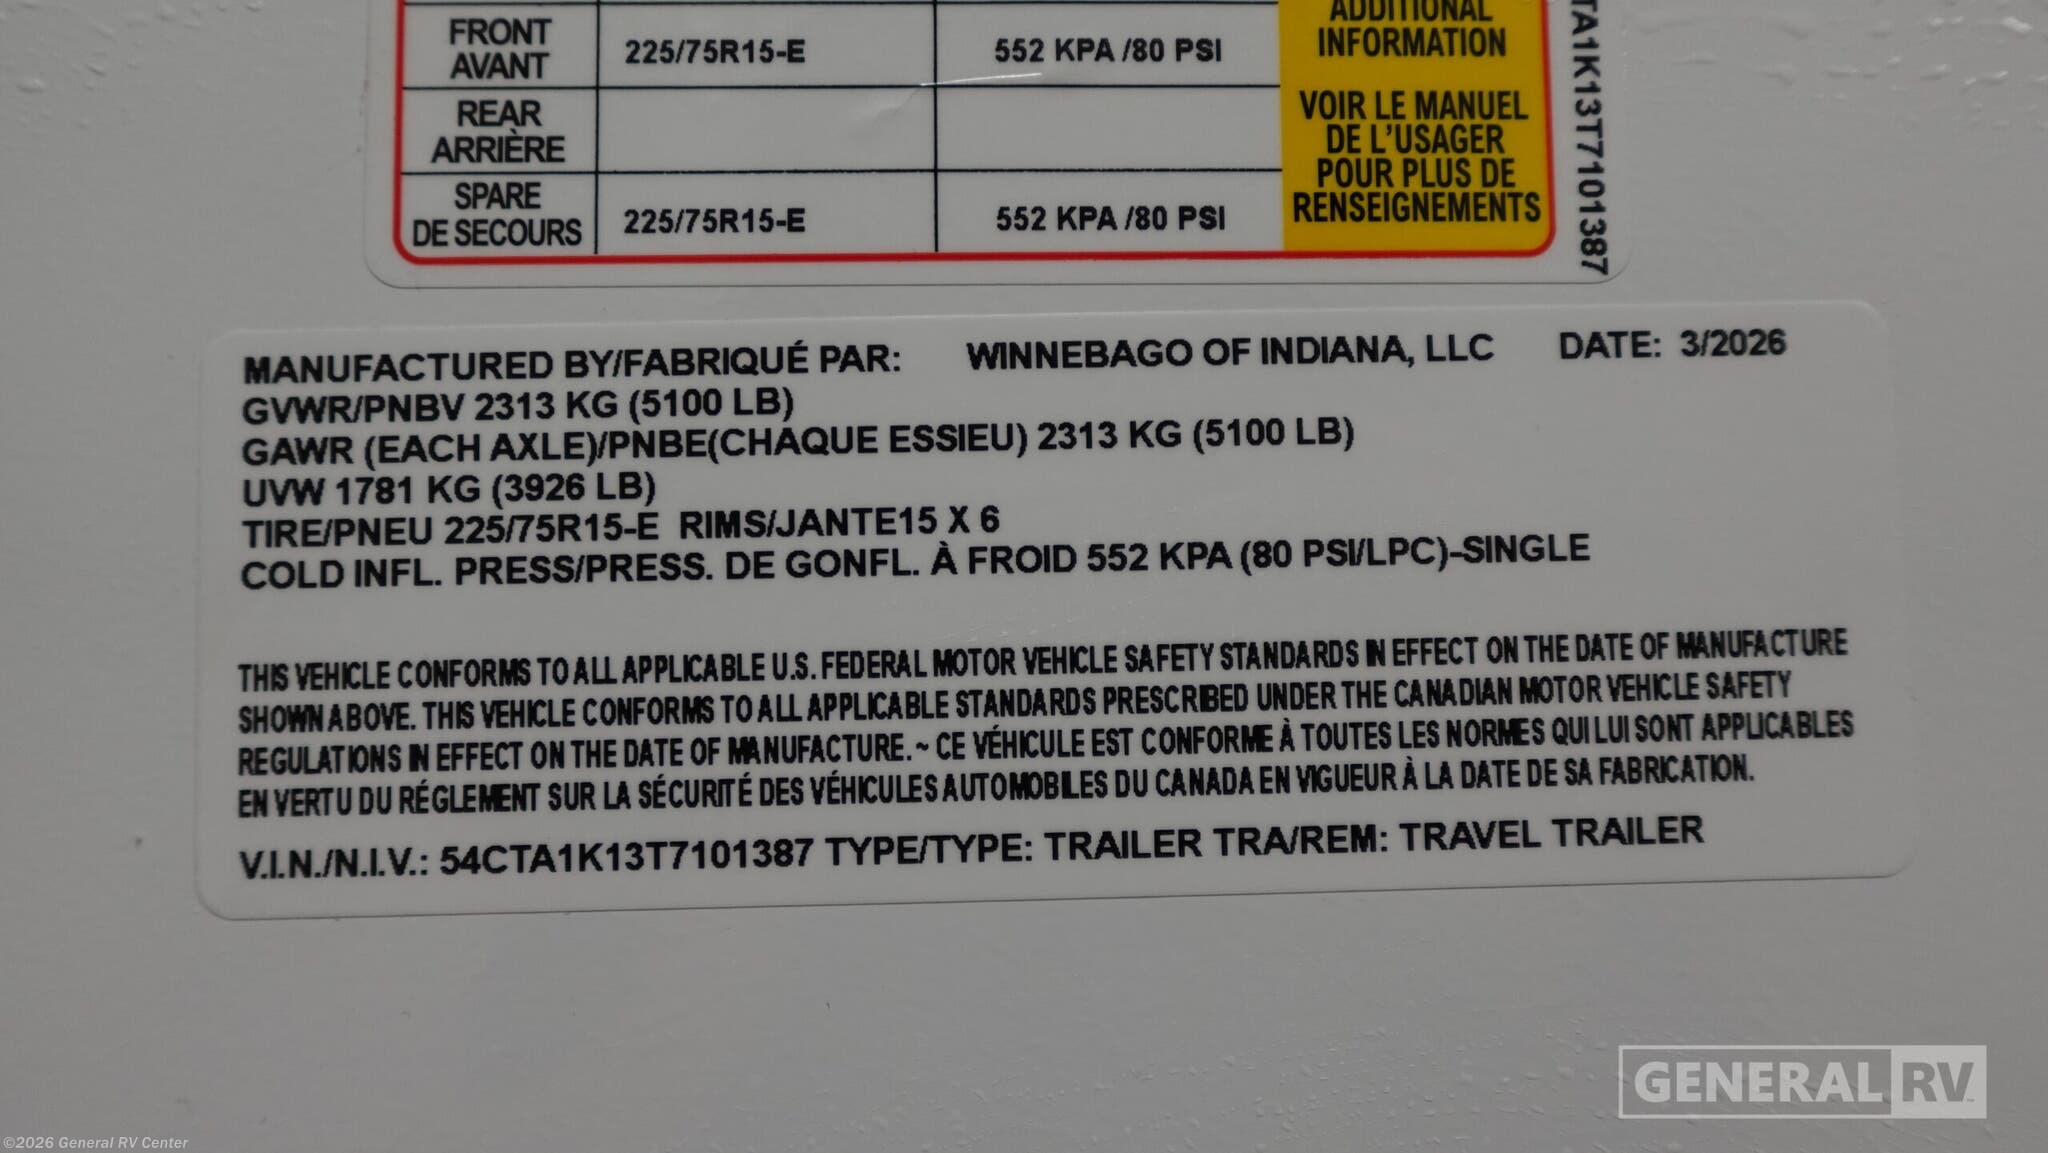 FRONT
AVANT
225/75R15-E
552 KPA /80 PSI
REAR
ARRIÈRE
SPARE
DE SECOURS
225/75R15-E
552 KPA /80 PSI
ADDITIONAL
INFORMATION
VOIR LE MANUEL
DE L'USAGER
POUR PLUS DE
RENSEIGNEMENTS
TA1K13T7101387
MANUFACTURED BY/FABRIQUÉ PAR: WINNEBAGO OF INDIANA, LLC DATE: 3/2026
GVWR/PNBV 2313 KG (5100 LB)
GAWR (EACH AXLE)/PNBE(CHAQUE ESSIEU) 2313 KG (5100 LB)
UVW 1781 KG (3926 LB)
TIRE/PNEU 225/75R15-E RIMS/JANTE15 X 6
COLD INFL. PRESS/PRESS. DE GONFL. À FROID 552 KPA (80 PSI/LPC)-SINGLE
THIS VEHICLE CONFORMS TO ALL APPLICABLE U.S. FEDERAL MOTOR VEHICLE SAFETY STANDARDS IN EFFECT ON THE DATE OF MANUFACTURE
SHOWN ABOVE. THIS VEHICLE CONFORMS TO ALL APPLICABLE STANDARDS PRESCRIBED UNDER THE CANADIAN MOTOR VEHICLE SAFETY
REGULATIONS IN EFFECT ON THE DATE OF MANUFACTURE. ~ CE VÉHICULE EST CONFORME À TOUTES LES NORMES QUI LUI SONT APPLICABLES
EN VERTU DU RÉGLEMENT SUR LA SÉCURITÉ DES VÉHICULES AUTOMOBILES DU CANADA EN VIGUEUR À LA DATE DE SA FABRICATION.
V.I.N./N.I.V.: 54CTA1K13T7101387 TYPE/TYPE: TRAILER TRA/REM: TRAVEL TRAILER
GENERAL RV
©2026 General RV Center